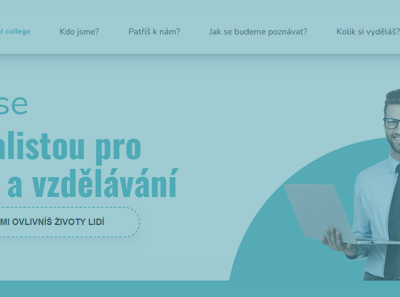 l college
Kdo jsme?
Patříš k nám?
Jak se budeme poznávat?
Kolik si vyděláš?
se
alistou pro
a vzdělávání
MI OVLIVNÍŠ ŽIVOTY LIDÍ